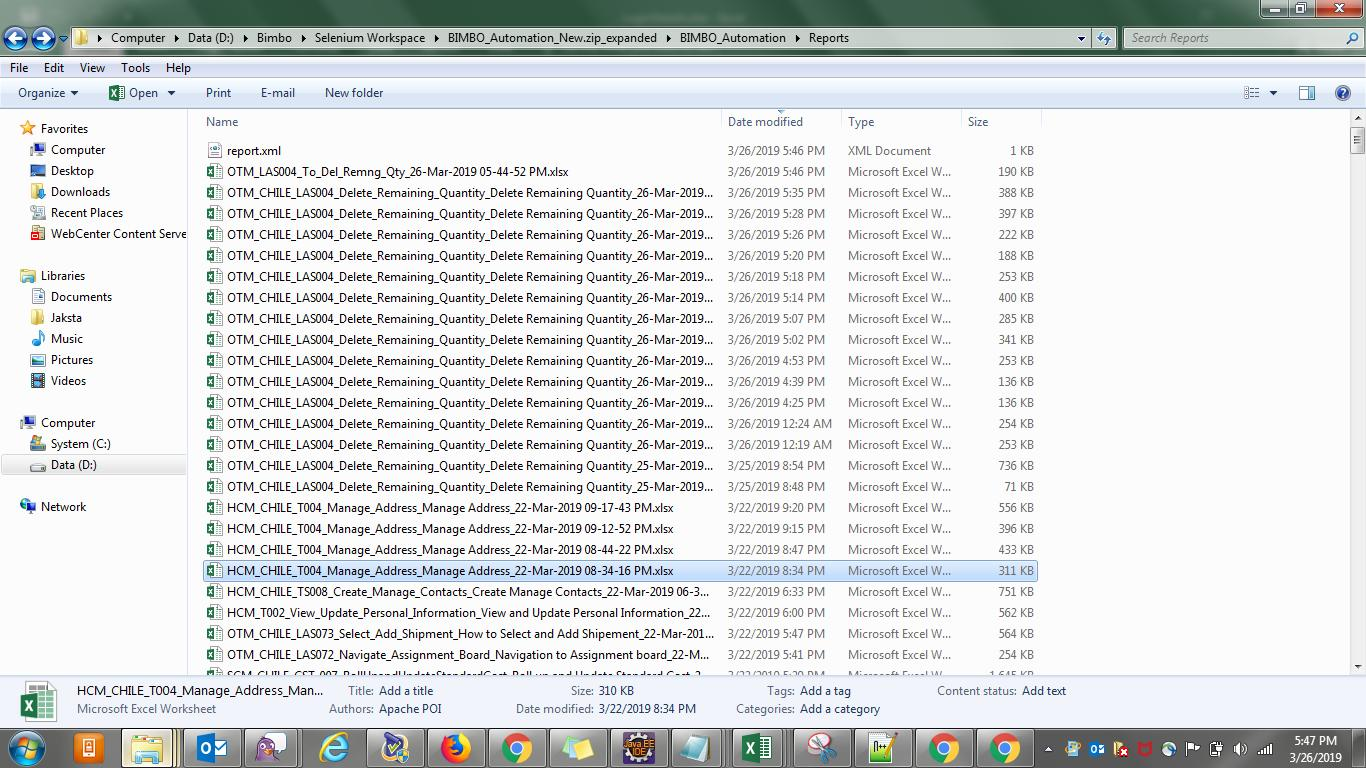 Computer ▸ Data (D:) ▸ Bimbo ▸ Selenium Workspace ▸ BIMBO_Automation_New.zip_expanded ▸ BIMBO_Automation ▸ Reports
Search Reports
File Edit View Tools Help
Organize Open Print E-mail New folder
Favorites
Computer
Desktop
Downloads
Recent Places
WebCenter Content Serve
Libraries
Documents
Jaksta
Music
Pictures
Videos
Computer
System (C:)
Data (D:)
Network
Name Date modified Type Size
report.xml 3/26/2019 5:46 PM XML Document 1 KB
OTM_LAS004_To_Del_Remng_Qty_26-Mar-2019 05-44-52 PM.xlsx 3/26/2019 5:46 PM Microsoft Excel W... 190 KB
OTM_CHILE_LAS004_Delete_Remaining_Quantity_Delete Remaining Quantity_26-Mar-2019... 3/26/2019 5:35 PM Microsoft Excel W... 388 KB
OTM_CHILE_LAS004_Delete_Remaining_Quantity_Delete Remaining Quantity_26-Mar-2019... 3/26/2019 5:28 PM Microsoft Excel W... 397 KB
OTM_CHILE_LAS004_Delete_Remaining_Quantity_Delete Remaining Quantity_26-Mar-2019... 3/26/2019 5:26 PM Microsoft Excel W... 222 KB
OTM_CHILE_LAS004_Delete_Remaining_Quantity_Delete Remaining Quantity_26-Mar-2019... 3/26/2019 5:20 PM Microsoft Excel W... 188 KB
OTM_CHILE_LAS004_Delete_Remaining_Quantity_Delete Remaining Quantity_26-Mar-2019... 3/26/2019 5:18 PM Microsoft Excel W... 253 KB
OTM_CHILE_LAS004_Delete_Remaining_Quantity_Delete Remaining Quantity_26-Mar-2019... 3/26/2019 5:14 PM Microsoft Excel W... 400 KB
OTM_CHILE_LAS004_Delete_Remaining_Quantity_Delete Remaining Quantity_26-Mar-2019... 3/26/2019 5:07 PM Microsoft Excel W... 285 KB
OTM_CHILE_LAS004_Delete_Remaining_Quantity_Delete Remaining Quantity_26-Mar-2019... 3/26/2019 5:02 PM Microsoft Excel W... 341 KB
OTM_CHILE_LAS004_Delete_Remaining_Quantity_Delete Remaining Quantity_26-Mar-2019... 3/26/2019 4:53 PM Microsoft Excel W... 253 KB
OTM_CHILE_LAS004_Delete_Remaining_Quantity_Delete Remaining Quantity_26-Mar-2019... 3/26/2019 4:39 PM Microsoft Excel W... 136 KB
OTM_CHILE_LAS004_Delete_Remaining_Quantity_Delete Remaining Quantity_26-Mar-2019... 3/26/2019 4:25 PM Microsoft Excel W... 136 KB
OTM_CHILE_LAS004_Delete_Remaining_Quantity_Delete Remaining Quantity_26-Mar-2019... 3/26/2019 12:24 AM Microsoft Excel W... 254 KB
OTM_CHILE_LAS004_Delete_Remaining_Quantity_Delete Remaining Quantity_26-Mar-2019... 3/26/2019 12:19 AM Microsoft Excel W... 253 KB
OTM_CHILE_LAS004_Delete_Remaining_Quantity_Delete Remaining Quantity_25-Mar-2019... 3/25/2019 8:54 PM Microsoft Excel W... 736 KB
OTM_CHILE_LAS004_Delete_Remaining_Quantity_Delete Remaining Quantity_25-Mar-2019... 3/25/2019 8:48 PM Microsoft Excel W... 71 KB
HCM_CHILE_T004_Manage_Address_Manage Address_22-Mar-2019 09-17-43 PM.xlsx 3/22/2019 9:20 PM Microsoft Excel W... 556 KB
HCM_CHILE_T004_Manage_Address_Manage Address_22-Mar-2019 09-12-52 PM.xlsx 3/22/2019 9:15 PM Microsoft Excel W... 396 KB
HCM_CHILE_T004_Manage_Address_Manage Address_22-Mar-2019 08-44-22 PM.xlsx 3/22/2019 8:47 PM Microsoft Excel W... 433 KB
HCM_CHILE_T004_Manage_Address_Manage Address_22-Mar-2019 08-34-16 PM.xlsx 3/22/2019 8:34 PM Microsoft Excel W... 311 KB
HCM_CHILE_TS008_Create_Manage_Contacts_Create Manage Contacts_22-Mar-2019 06-3... 3/22/2019 6:33 PM Microsoft Excel W... 751 KB
HCM_T002_View_Update_Personal_Information_View and Update Personal Information_22... 3/22/2019 6:00 PM Microsoft Excel W... 562 KB
OTM_CHILE_LAS073_Select_Add_Shipment_How to Select and Add Shipement_22-Mar-201... 3/22/2019 5:47 PM Microsoft Excel W... 564 KB
OTM_CHILE_LAS072_Navigate_Assignment_Board_Navigation to Assignment board_22-M... 3/22/2019 5:41 PM Microsoft Excel W... 254 KB
HCM_CHILE_T004_Manage_Address_Man... Title: Add a title Size: 310 KB Tags: Add a tag Content status: Add text
Microsoft Excel Worksheet Authors: Apache POI Date modified: 3/22/2019 8:34 PM Categories: Add a category
Java EE
IDE
5:47 PM
3/26/2019